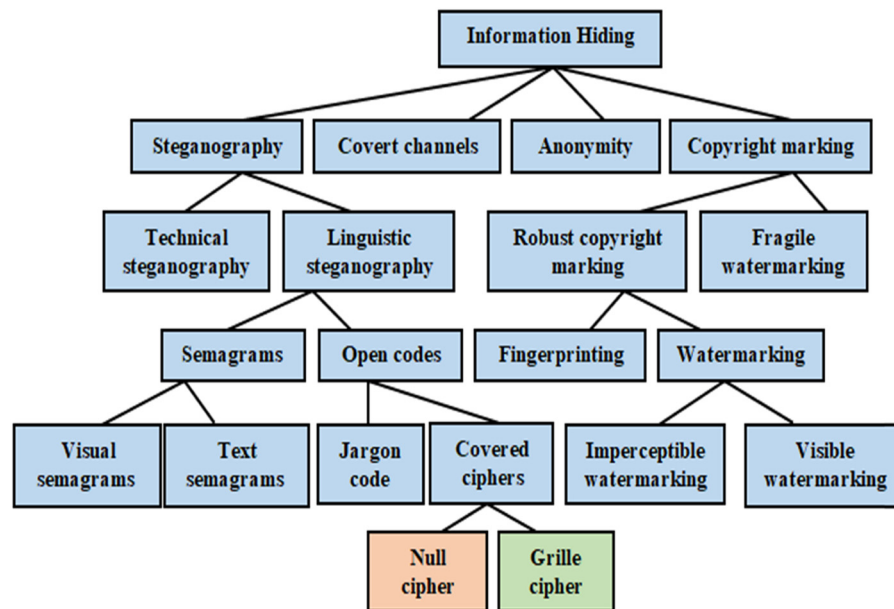 Information Hiding
Steganography
Covert channels
Anonymity
Copyright marking
Technical
steganography
Linguistic
steganography
Robust copyright
marking
Fragile
watermarking
Semagrams
Open codes
Fingerprinting
Watermarking
Visual
semagrams
Text
semagrams
Jargon
code
Covered
ciphers
Imperceptible
watermarking
Visible
watermarking
Null
cipher
Grille
cipher